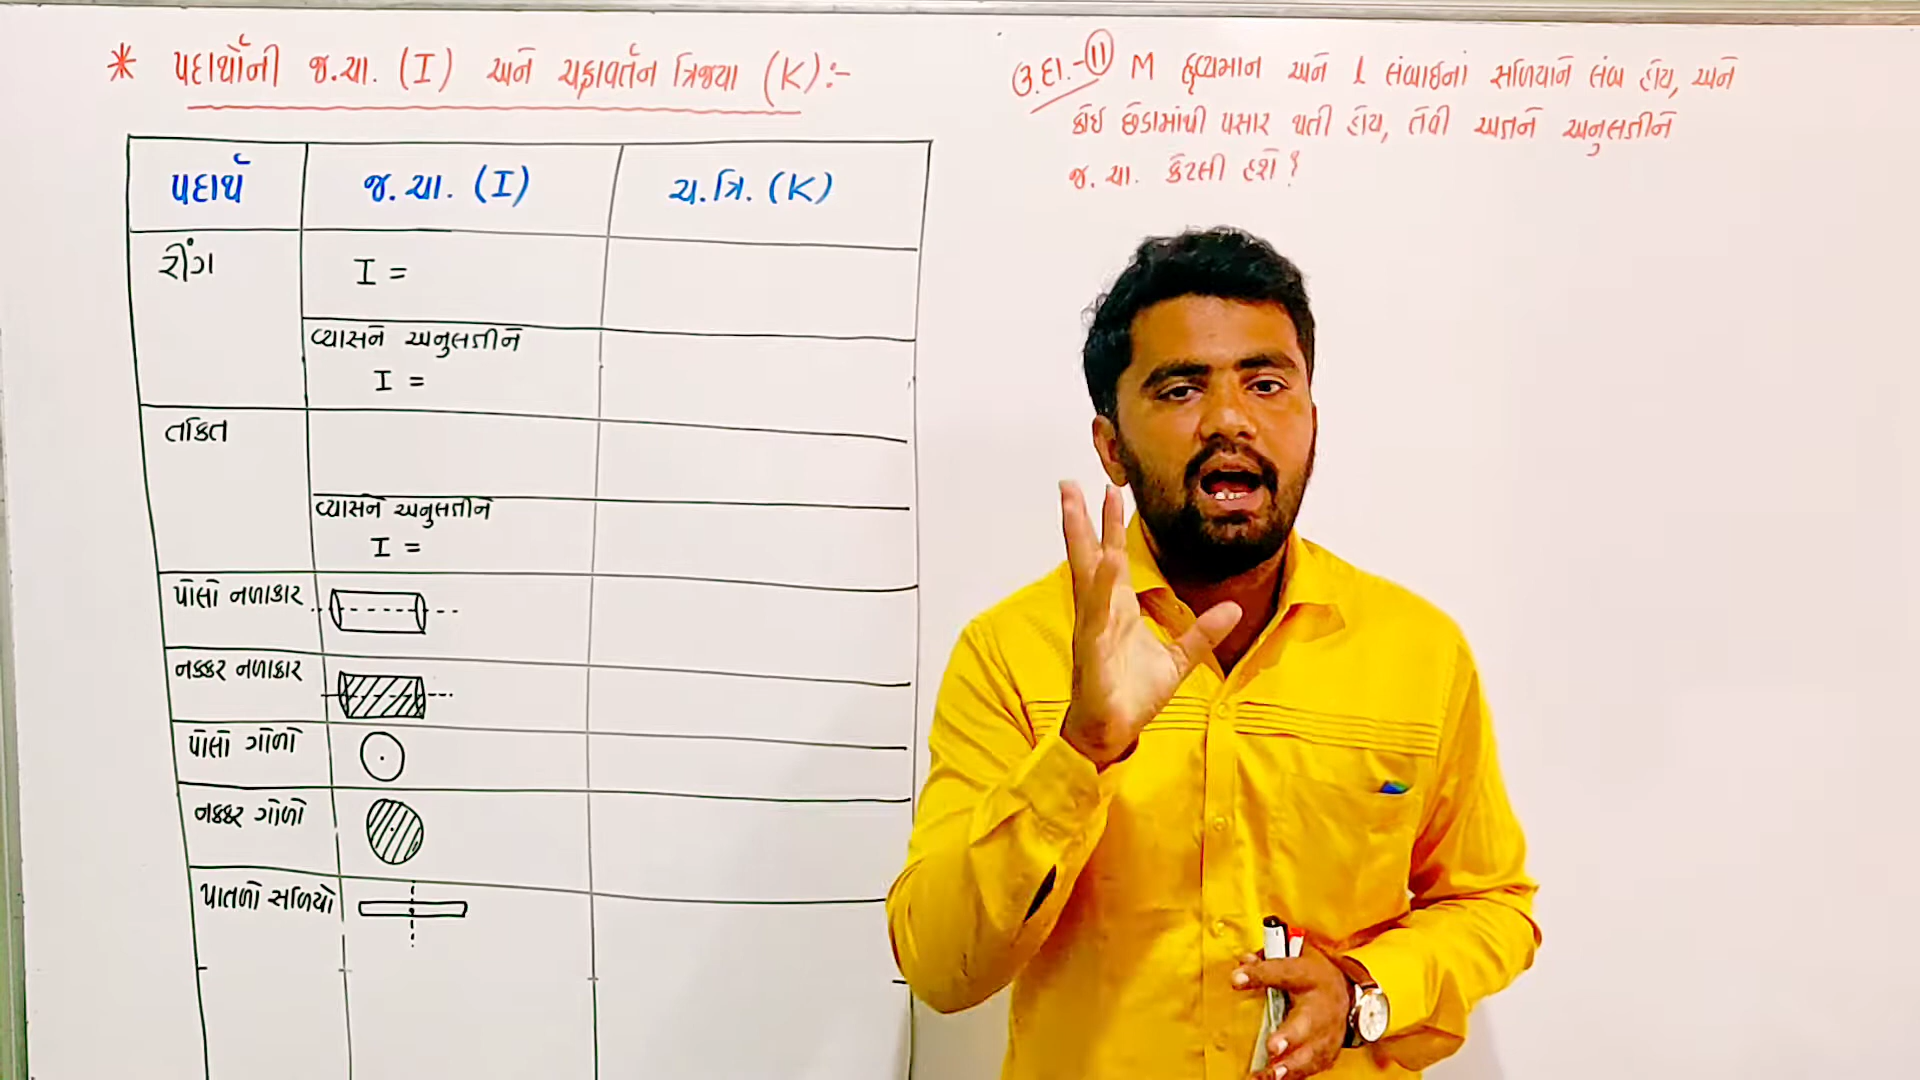 * પદાર્થોની જ.ચા. (I) અને ચક્રાવર્તન ત્રિજ્યા (K):-
પદાર્થ જ.ચા. (I) ચ.ત્રિ. (K)
રીંગ I =
વ્યાસને અનુલક્ષીને
I =
તકતિ
વ્યાસને અનુલક્ષીને
I =
પોલો નળાકાર
નક્કર નળાકાર
પોલો ગોળો
નક્કર ગોળો
પાતળો સળિયો
ઉ.દા.-11 M દ્રવ્યમાન અને l લંબાઈનાં સળિયાને લંબ હોય, અને
કોઈ છેડામાંથી પસાર થતી હોય, તેવી અક્ષને અનુલક્ષીને
જ. ચા. કેટલી હશે?